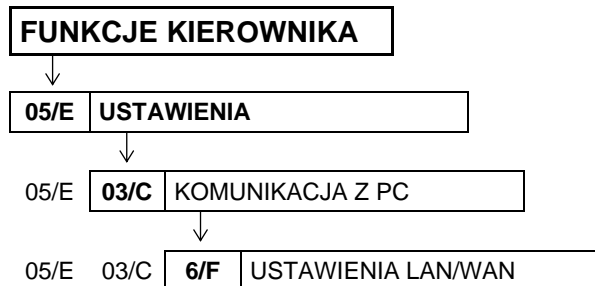 FUNKCJE KIEROWNIKA
05/E USTAWIENIA
05/E 03/C KOMUNIKACJA Z PC
05/E 03/C 6/F USTAWIENIA LAN/WAN